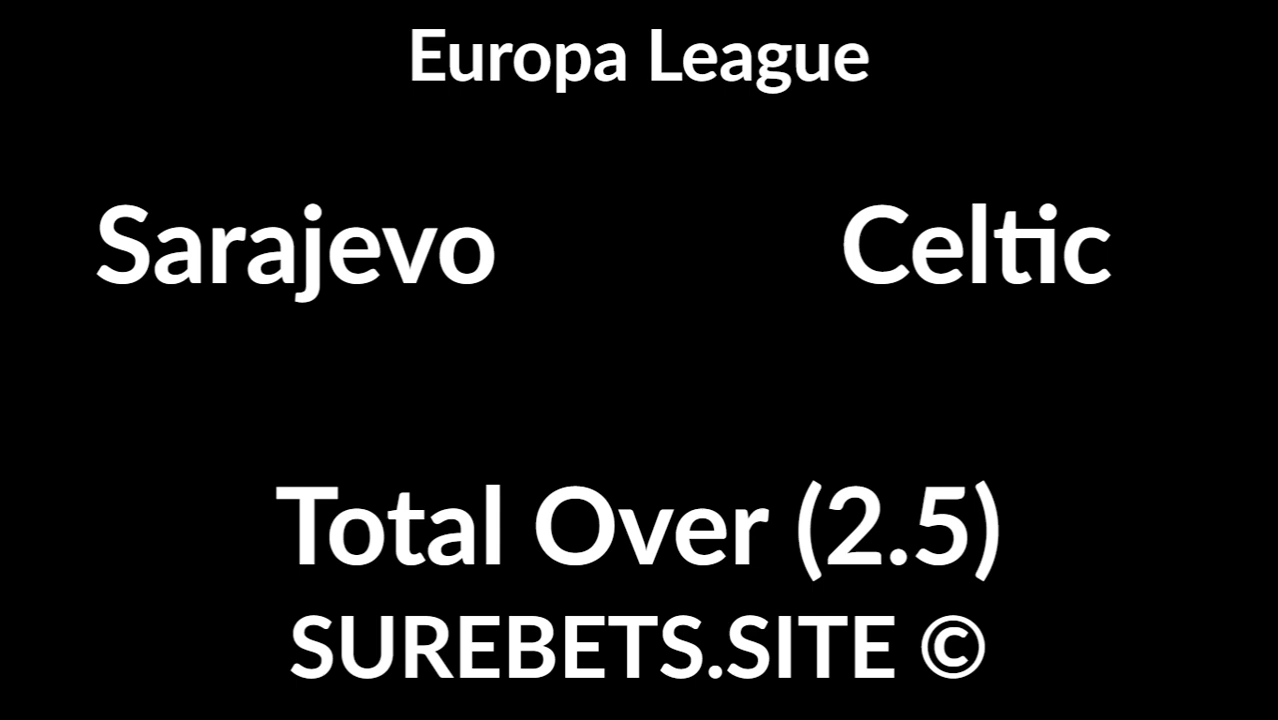 Europa League
Sarajevo Celtic
Total Over (2.5)
SUREBETS.SITE ©